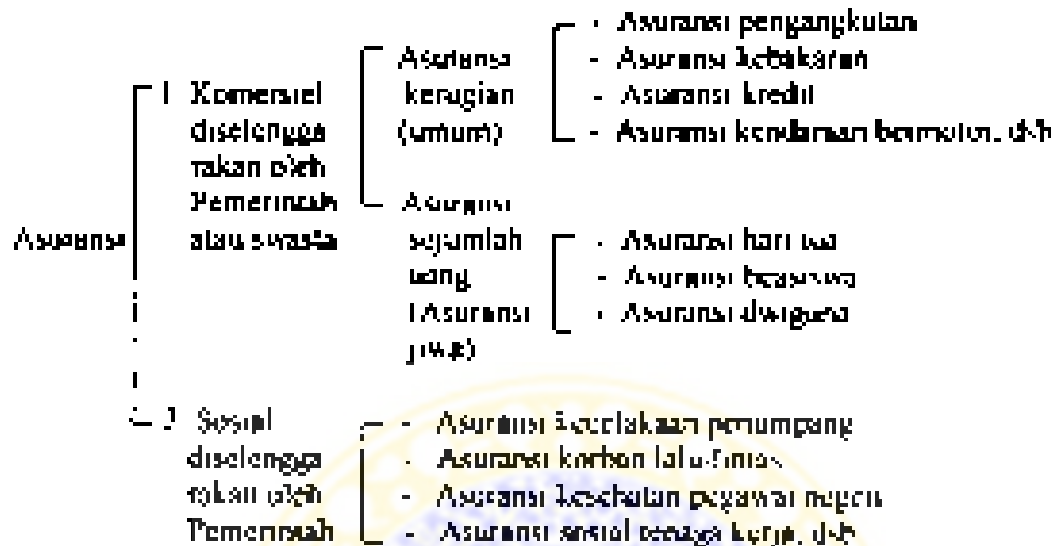 Asuransi
1 Komersiel
diselengga
rakan oleh
Pemerintah
atau swasta
Asuransi
kerugian
(umum)
- Asuransi pengangkutan
- Asuransi kebakaran
- Asuransi kredit
- Asuransi kendaraan bermotor, dsb
Asuransi
sejumlah
uang
(Asuransi
jiwa)
- Asuransi hari tua
- Asuransi beasiswa
- Asuransi dwiguna
2 Sosial
diselengga
rakan oleh
Pemerintah
- Asuransi kecelakaan penumpang
- Asuransi korban lalu-lintas
- Asuransi kesehatan pegawai negeri
- Asuransi sosial tenaga kerja, dsb